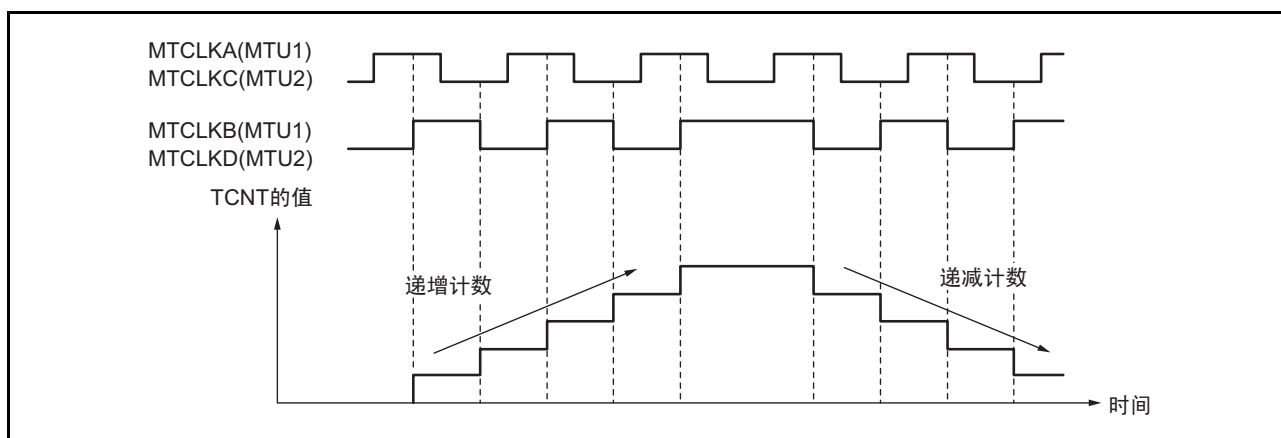 MTCLKA(MTU1)
MTCLKC(MTU2)
MTCLKB(MTU1)
MTCLKD(MTU2)
TCNT的值
递增计数
递减计数
时间